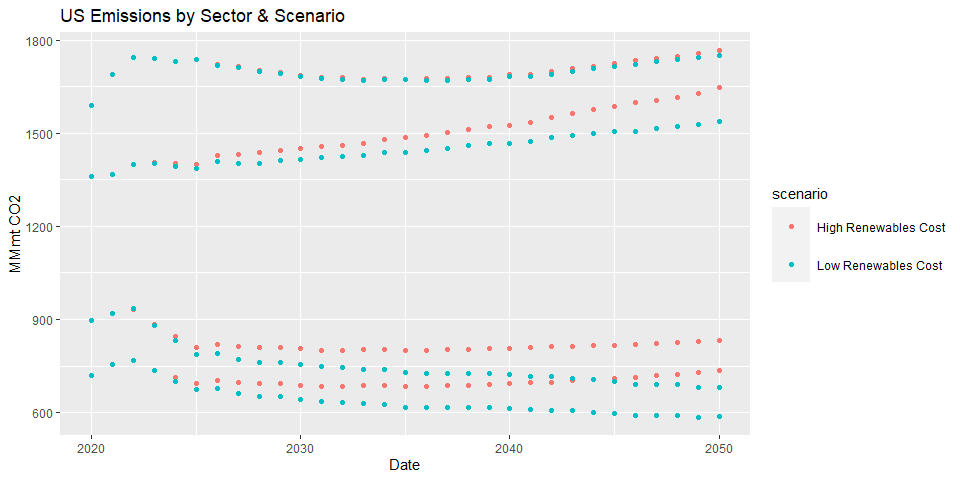 US Emissions by Sector & Scenario
1800
1500
1200
900
600
MMmt CO2
2020
2030
2040
2050
Date
scenario
High Renewables Cost
Low Renewables Cost